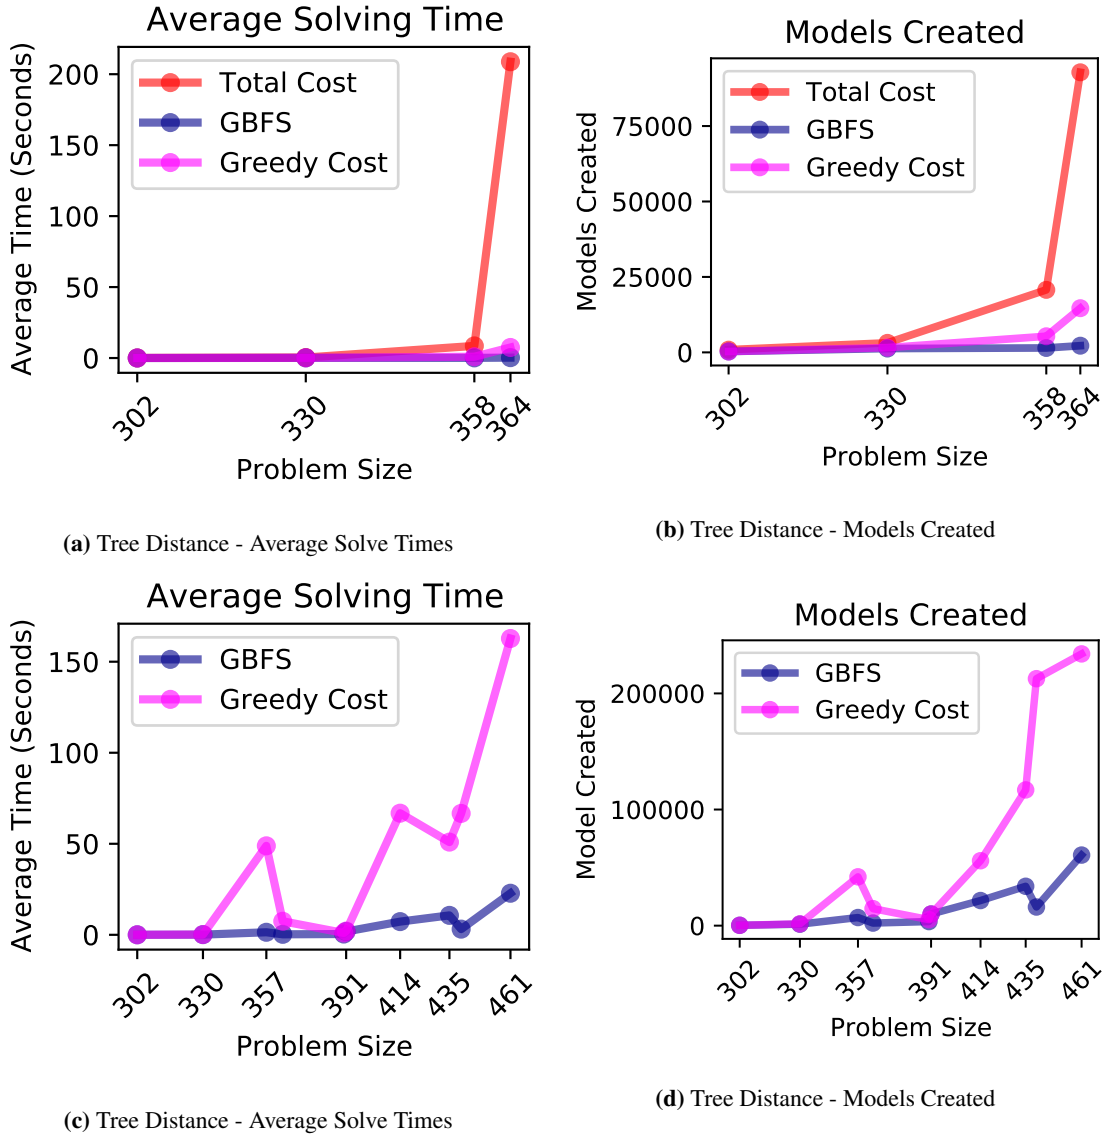 Average Solving Time
Average Time (Seconds)
200
150
100
50
0
Total Cost
GBFS
Greedy Cost
302
330
358
364
Problem Size
(a) Tree Distance - Average Solve Times
Models Created
Models Created
75000
50000
25000
0
Total Cost
GBFS
Greedy Cost
302
330
358
364
Problem Size
(b) Tree Distance - Models Created
Average Solving Time
Average Time (Seconds)
150
100
50
0
GBFS
Greedy Cost
302
330
357
391
414
435
461
Problem Size
(c) Tree Distance - Average Solve Times
Models Created
Model Created
200000
100000
0
GBFS
Greedy Cost
302
330
357
391
414
435
461
Problem Size
(d) Tree Distance - Models Created